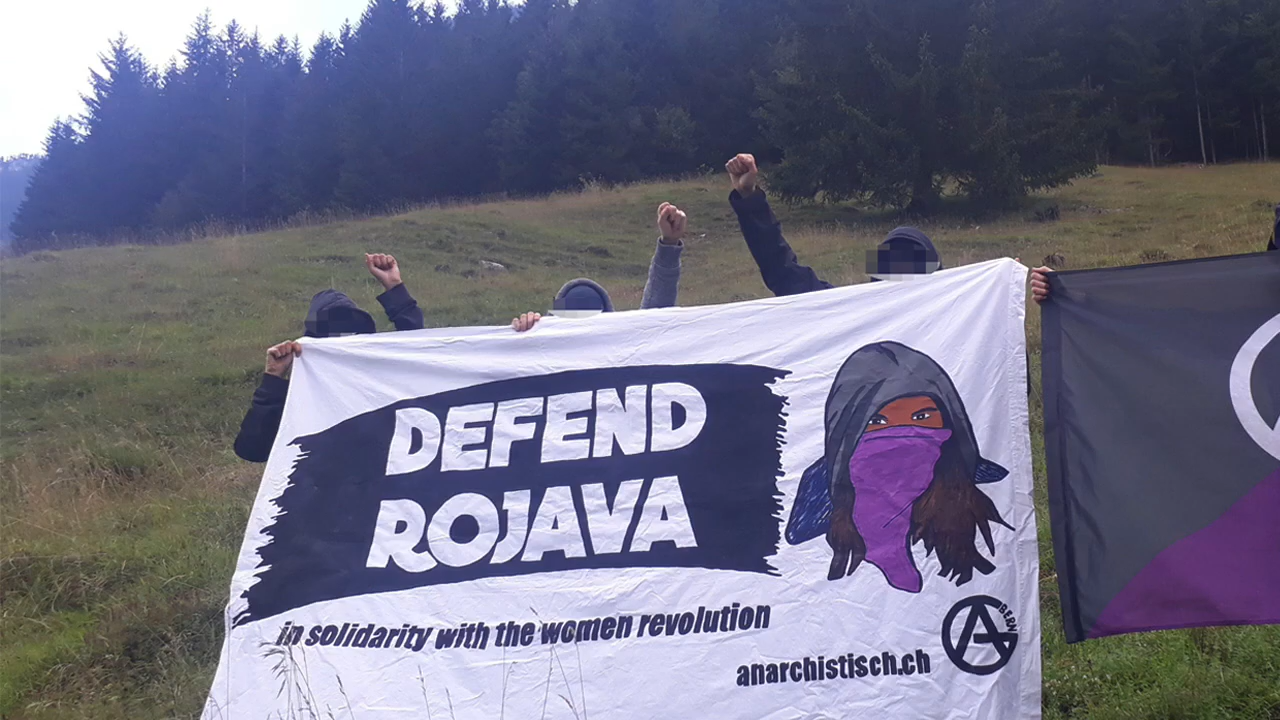 DEFEND
ROJAVA
in solidarity with the women revolution
anarchistisch.ch
A BERN